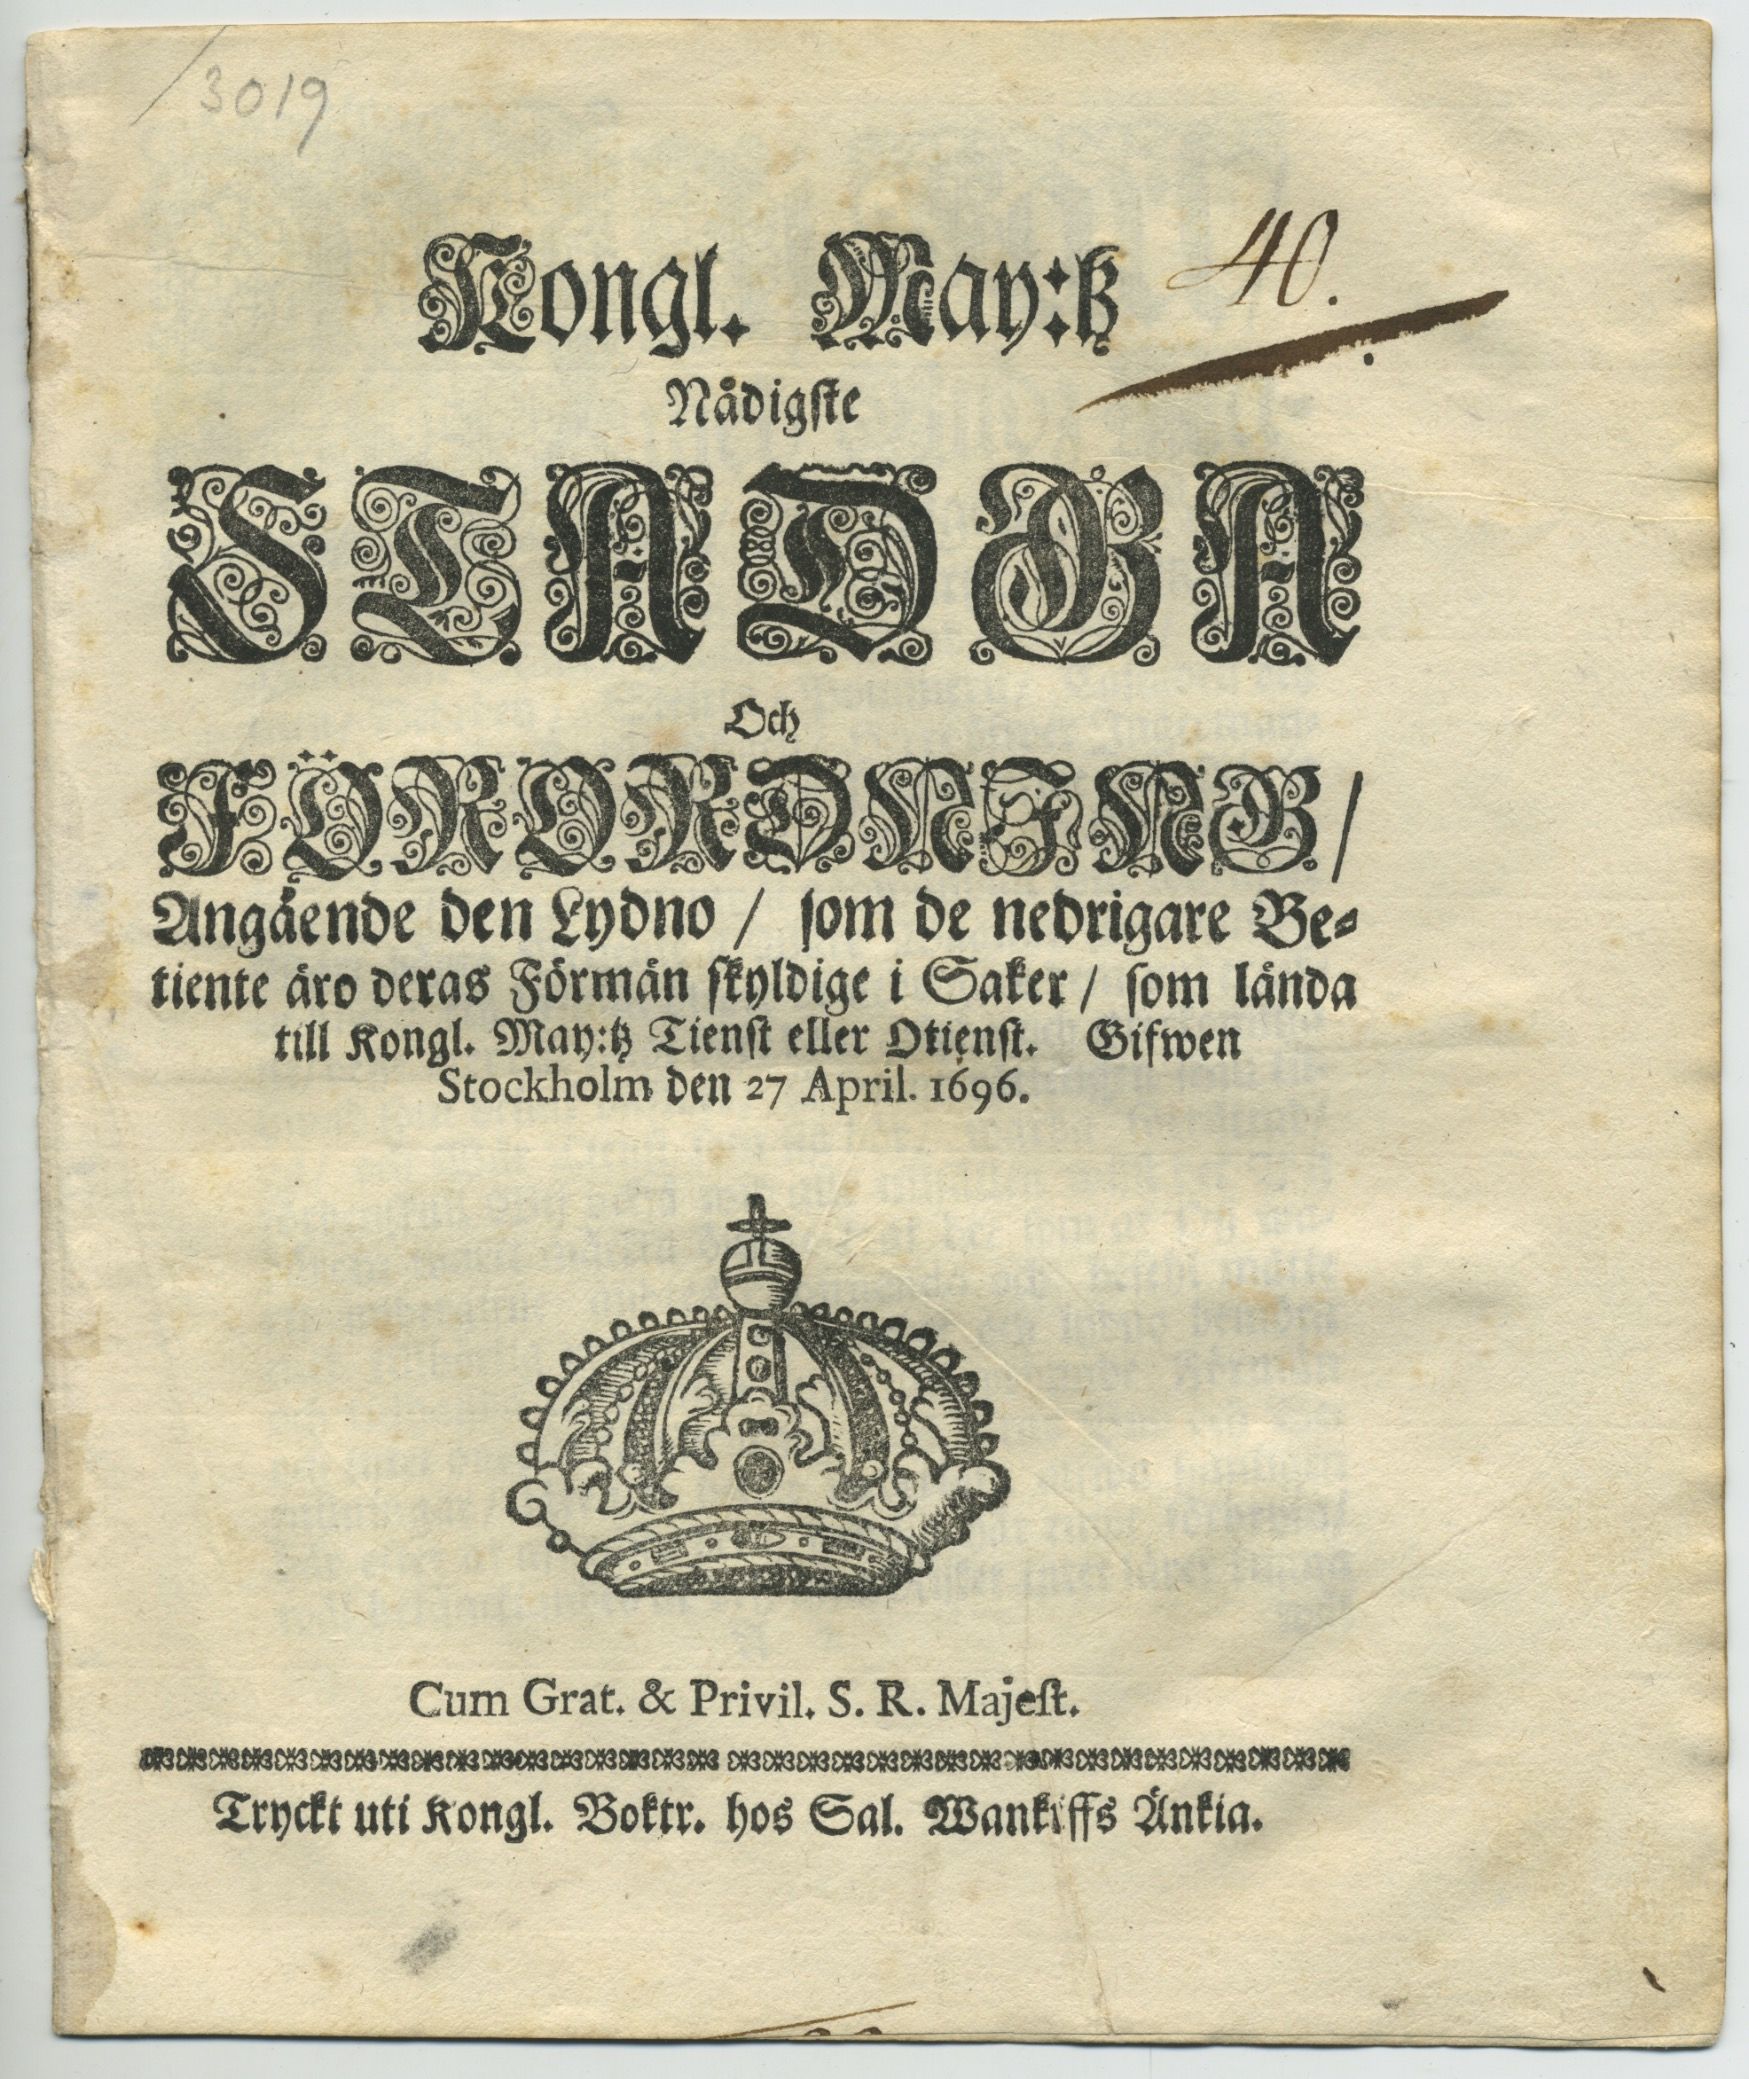 3019
40.
Kongl. May:tz
Nådigste
STADGA
Och
FÖRORDNING/
Angående den Lydno / som de nedrigare Be-
tiente äro deras Förmän skyldige i Saker / som lända
till Kongl. May:tz Tienst eller Otienst. Gifwen
Stockholm den 27 April. 1696.
Cum Grat. & Privil. S. R. Majest.
Tryckt uti Kongl. Boktr. hos Sal. Wankiffs Änkia.